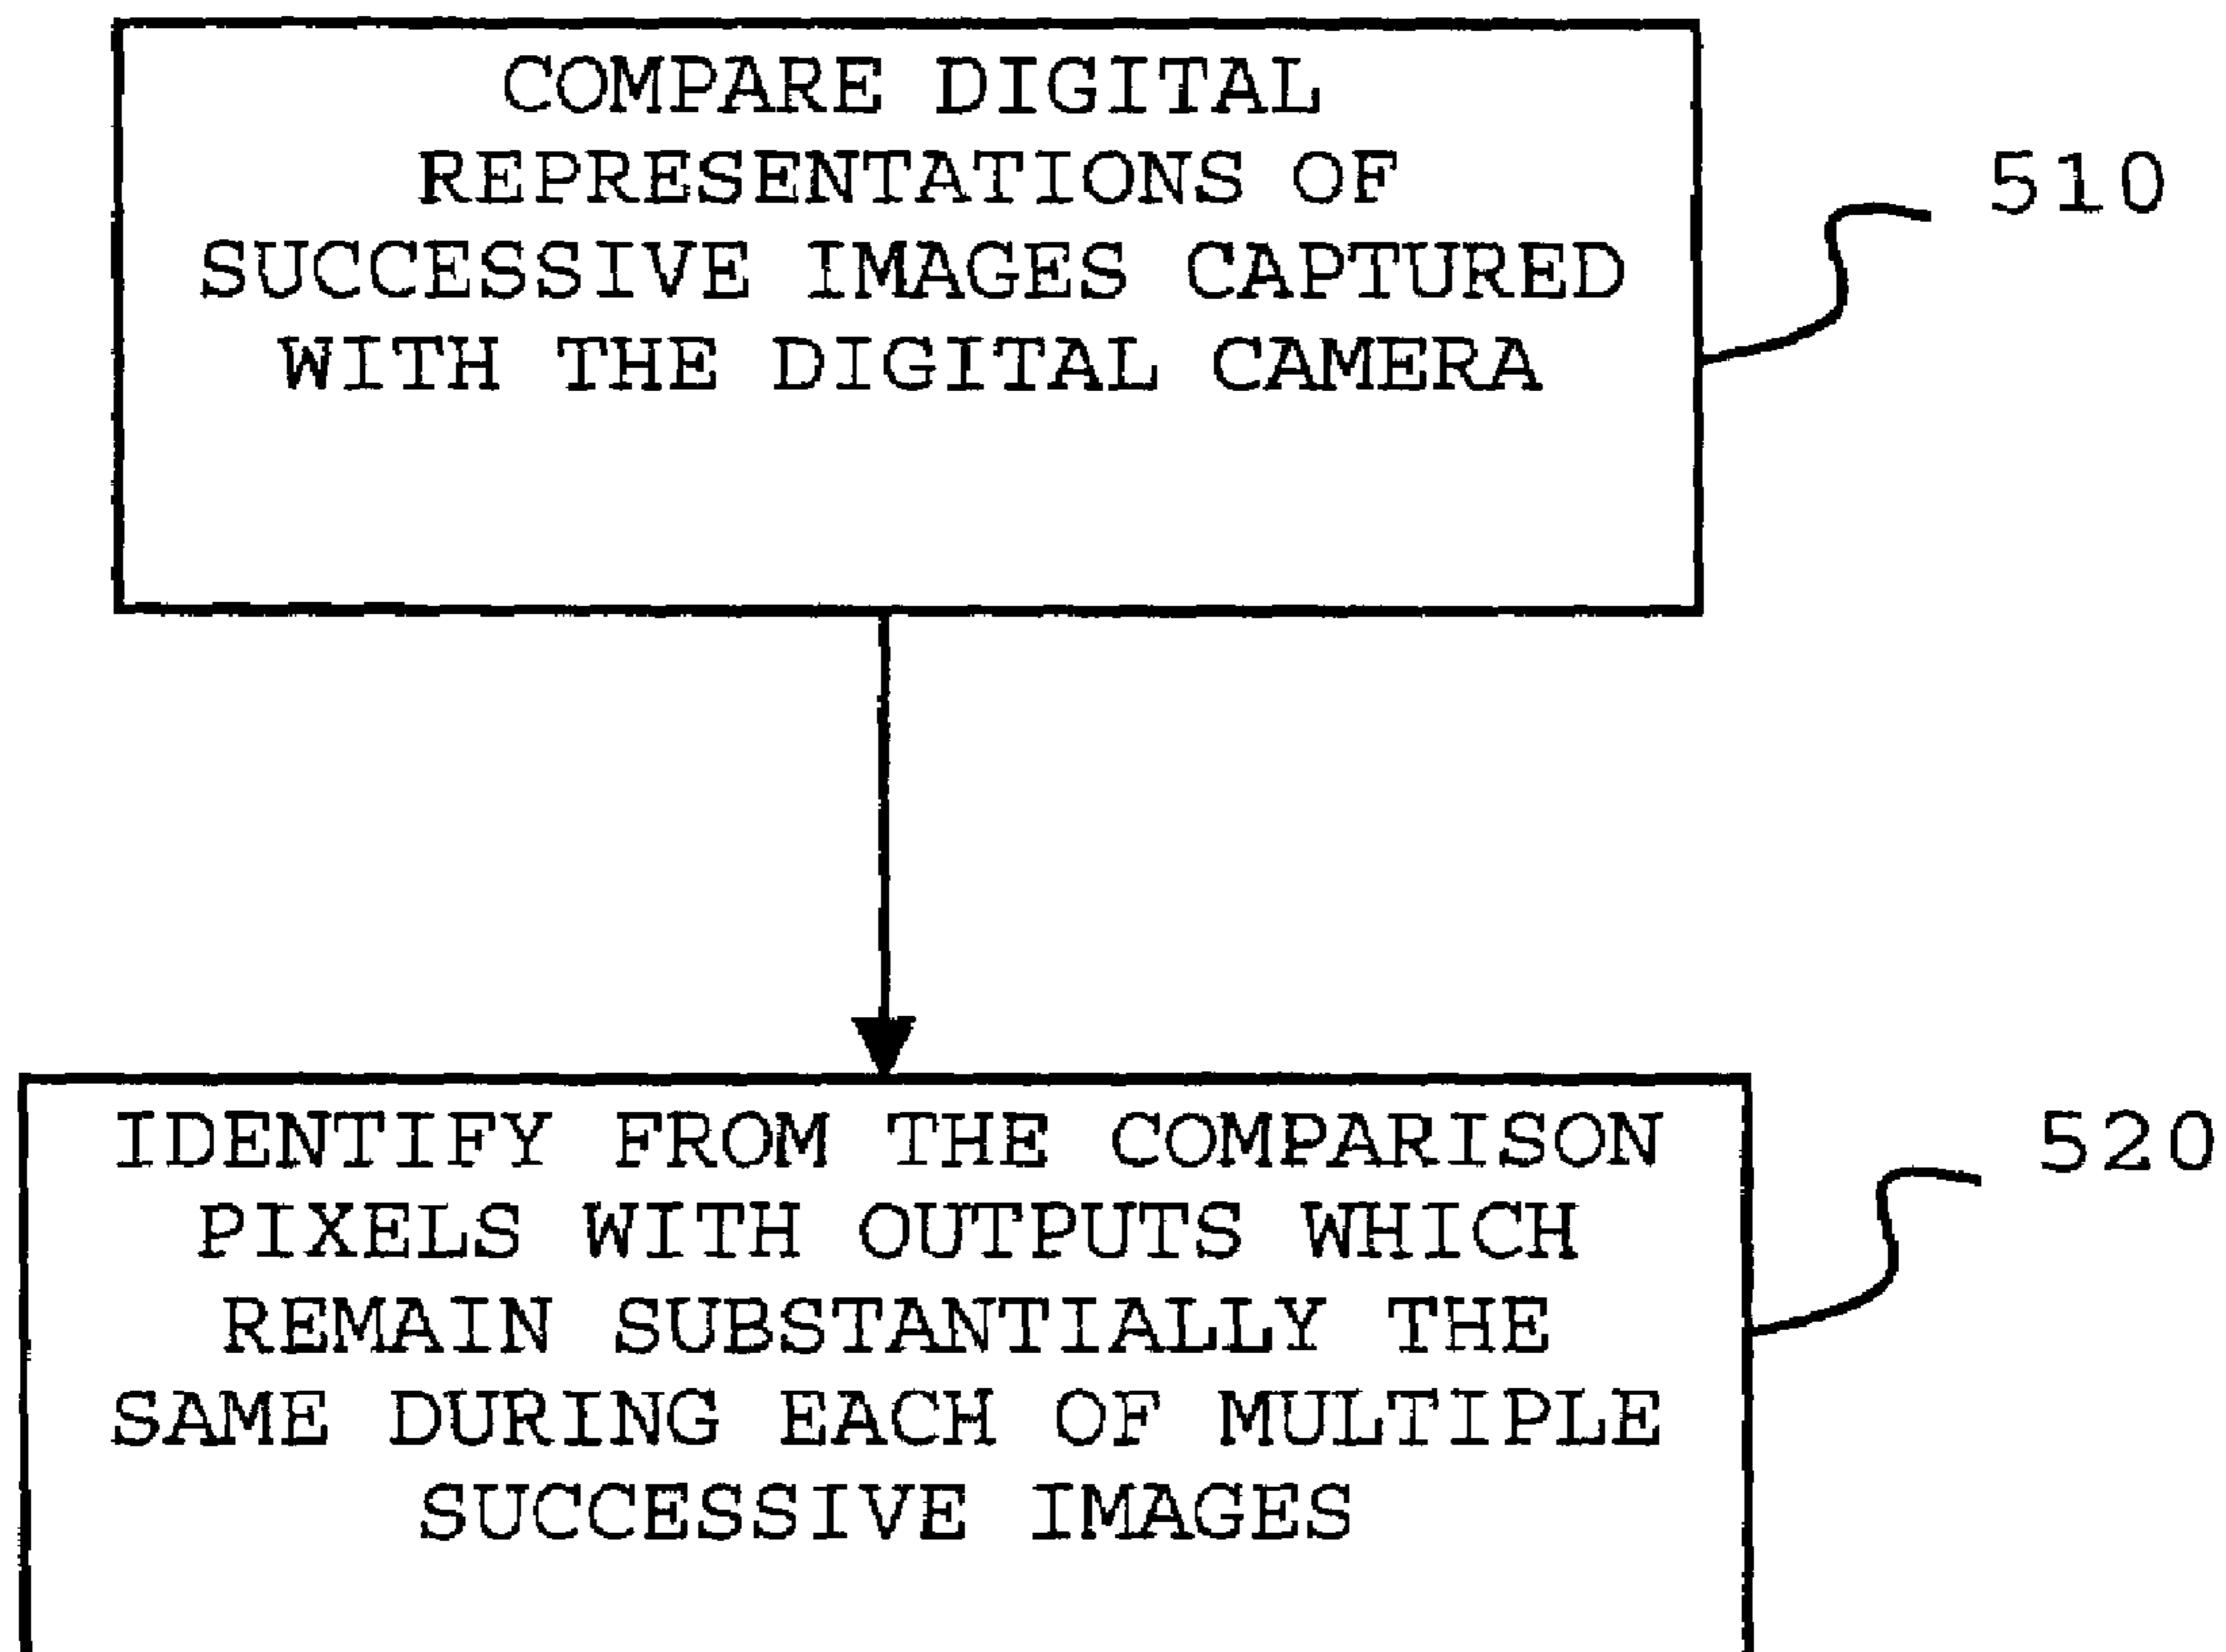 COMPARE DIGITAL
REPRESENTATIONS OF
SUCCESSIVE IMAGES CAPTURED
WITH THE DIGITAL CAMERA
510
IDENTIFY FROM THE COMPARISON
PIXELS WITH OUTPUTS WHICH
REMAIN SUBSTANTIALLY THE
SAME DURING EACH OF MULTIPLE
SUCCESSIVE IMAGES
520